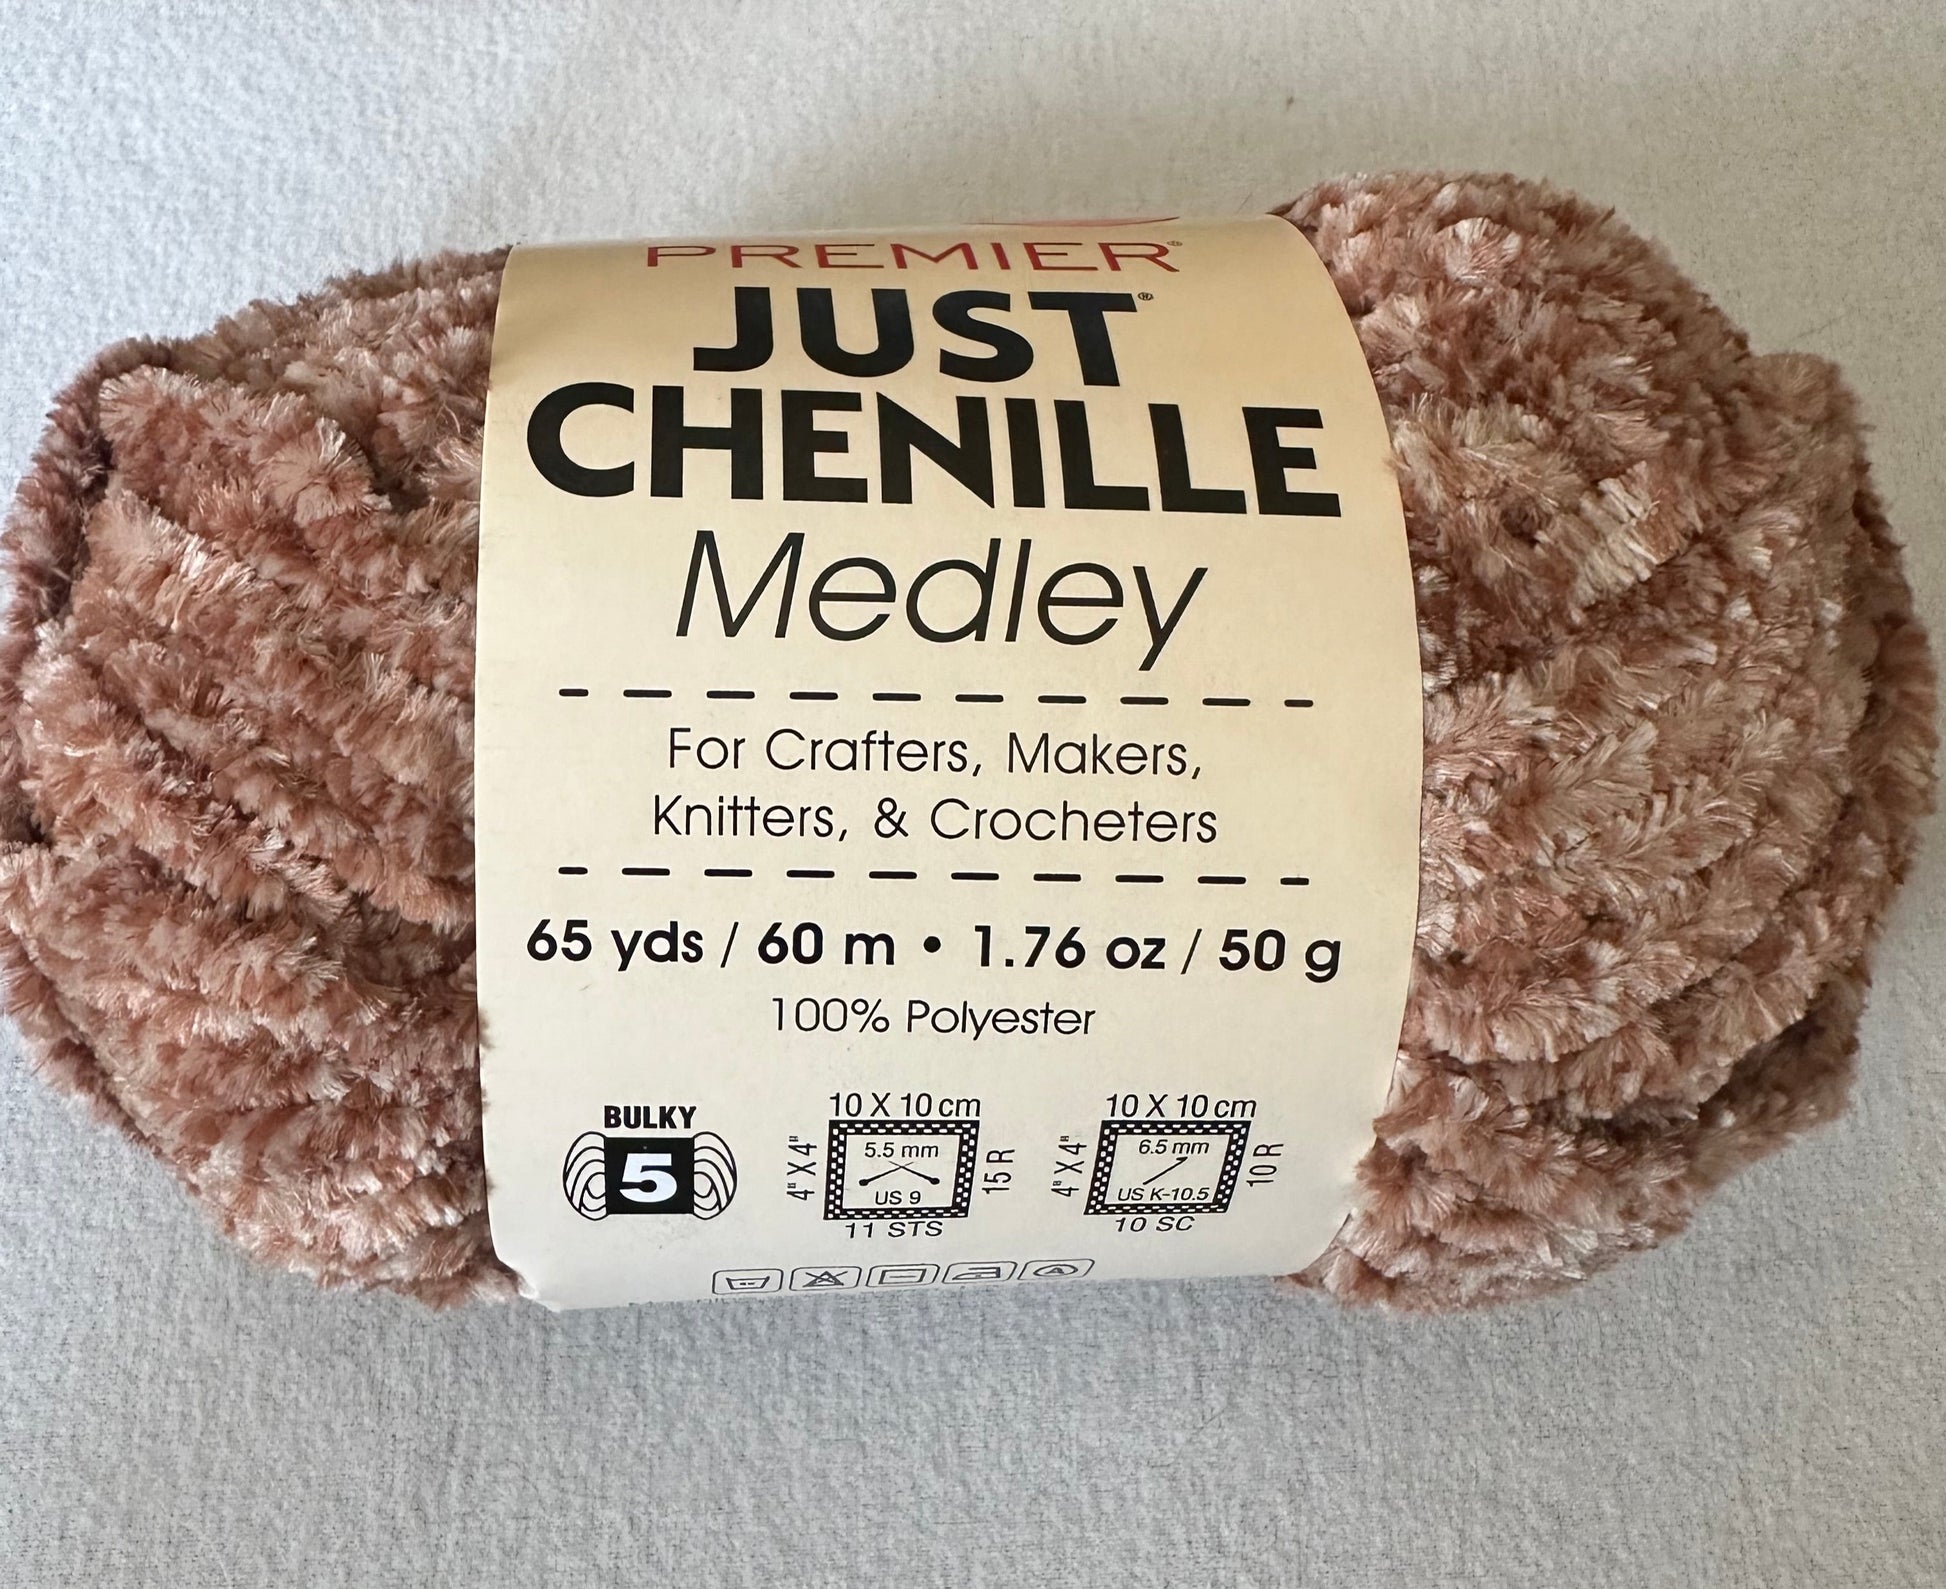 PREMIER®
JUST®
CHENILLE
Medley
For Crafters, Makers,
Knitters, & Crocheters
65 yds / 60 m • 1.76 oz / 50 g
100% Polyester
BULKY
5
10 X 10 cm
4" X 4"
5.5 mm
US 9
15 R
11 STS
10 X 10 cm
4" X 4"
6.5 mm
US K-10.5
10 R
10 SC
A